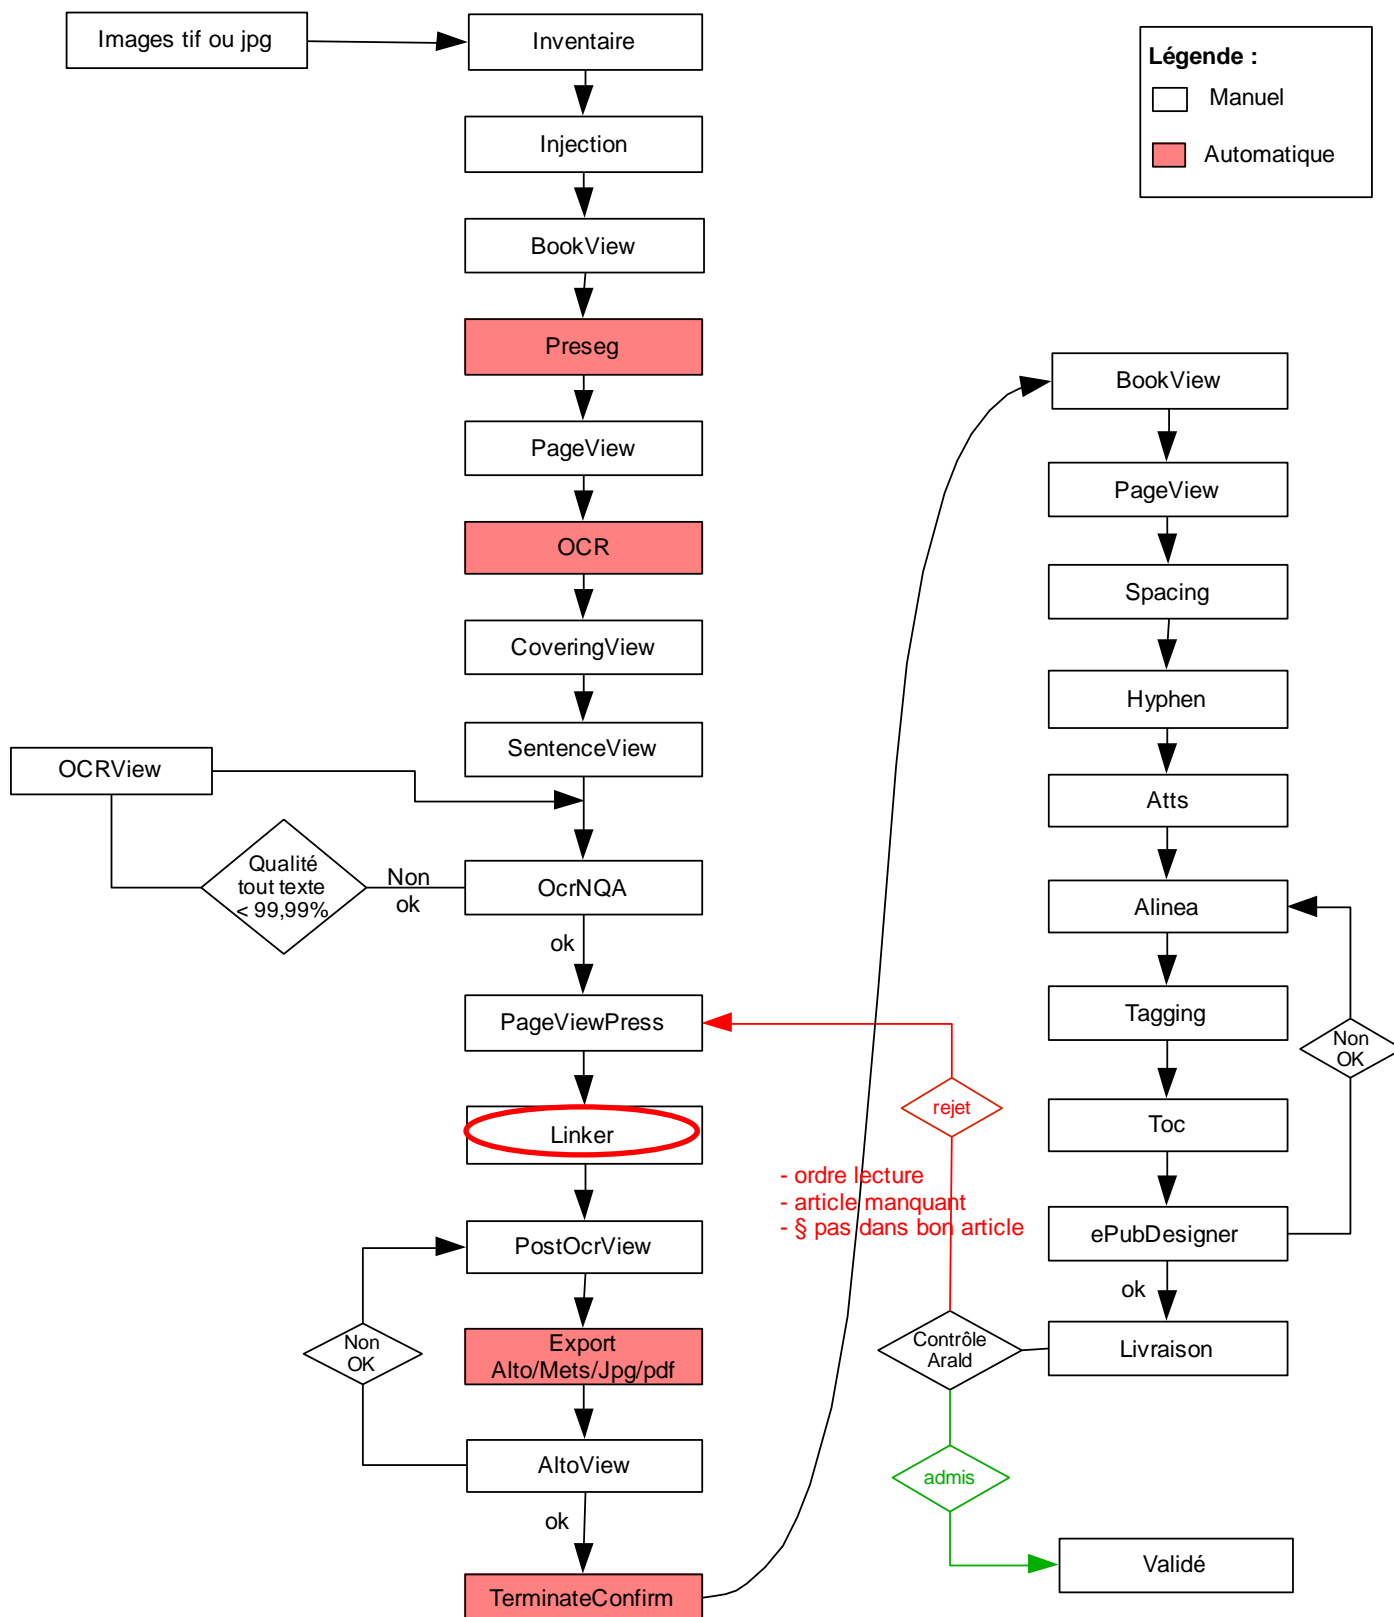 Images tif ou jpg
Inventaire
Injection
BookView
Preseg
PageView
OCR
CoveringView
SentenceView
OCRView
Qualité
tout texte
< 99,99%
Non
ok
OcrNQA
ok
PageViewPress
Linker
PostOcrView
Non
OK
Export
Alto/Mets/Jpg/pdf
AltoView
ok
TerminateConfirm
Légende :
Manuel
Automatique
BookView
PageView
Spacing
Hyphen
Atts
Alinea
Tagging
Non
OK
Toc
ePubDesigner
ok
Livraison
Contrôle
Arald
rejet
- ordre lecture
- article manquant
- § pas dans bon article
admis
Validé